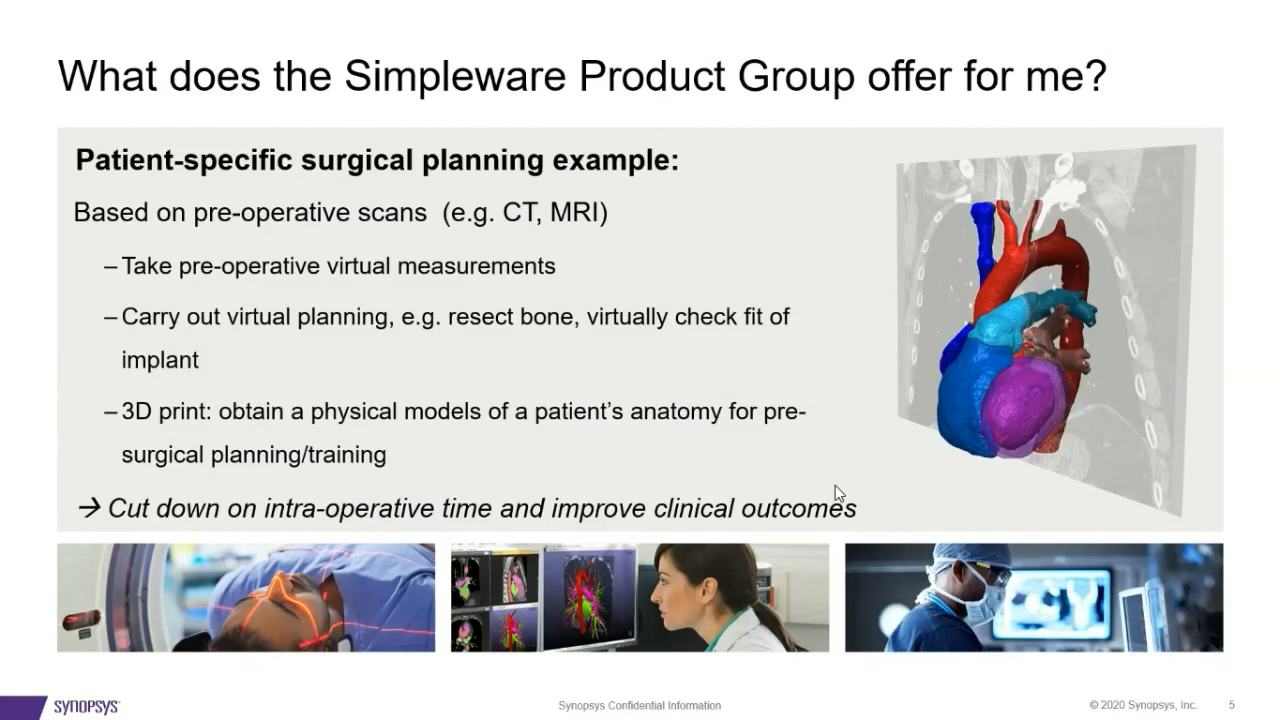 What does the Simpleware Product Group offer for me?
Patient-specific surgical planning example:
Based on pre-operative scans (e.g. CT, MRI)
– Take pre-operative virtual measurements
– Carry out virtual planning, e.g. resect bone, virtually check fit of
implant
– 3D print: obtain a physical models of a patient’s anatomy for pre-
surgical planning/training
→ Cut down on intra-operative time and improve clinical outcomes
SYNOPSYS
Synopsys Confidential Information
© 2020 Synopsys, Inc.
5